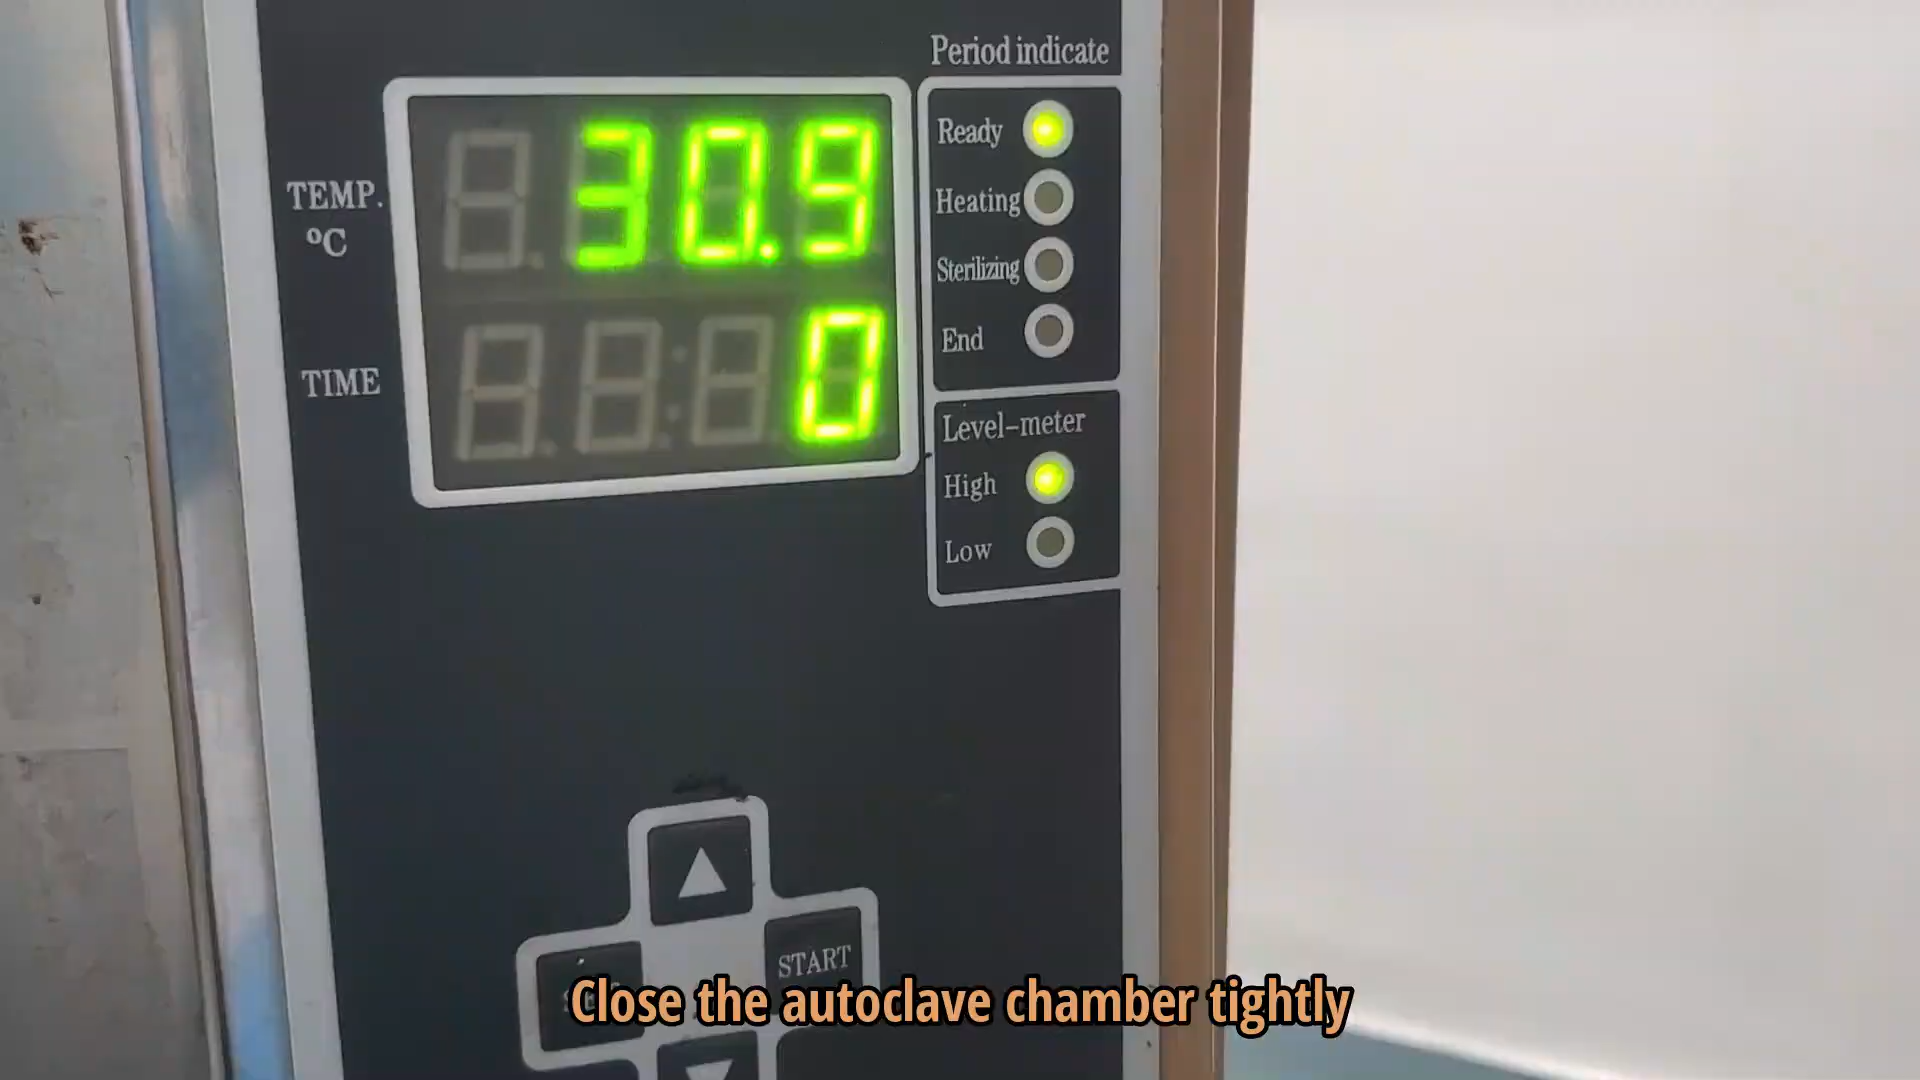 Period indicate
Ready
Heating
Sterilizing
End
TEMP.
°C
30.9
TIME
0
Level-meter
High
Low
START
Close the autoclave chamber tightly